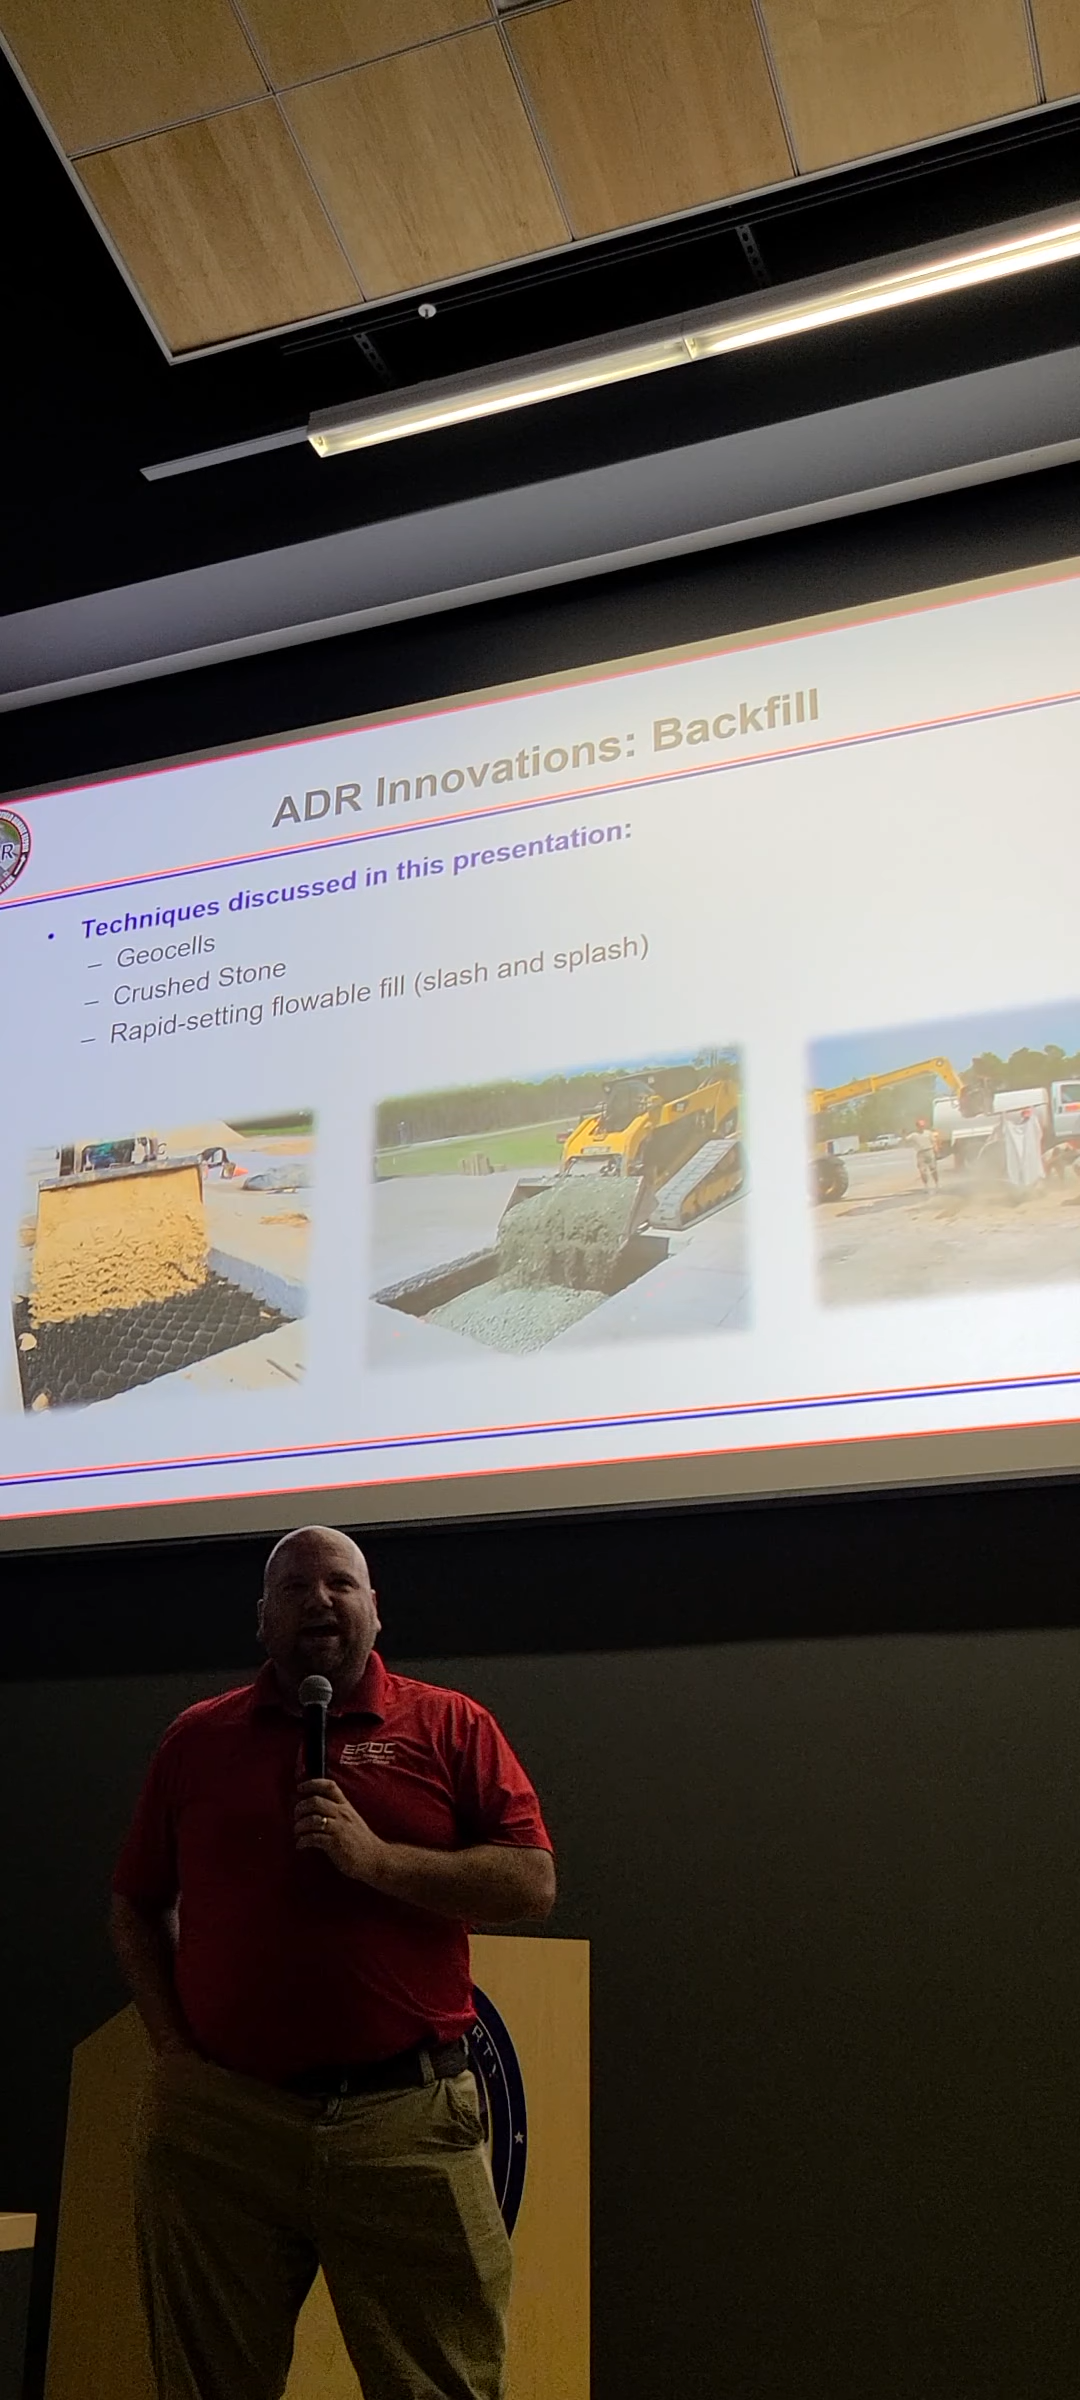 ADR Innovations: Backfill
R
• Techniques discussed in this presentation:
– Geocells
– Crushed Stone
– Rapid-setting flowable fill (slash and splash)
ERDC
RTY